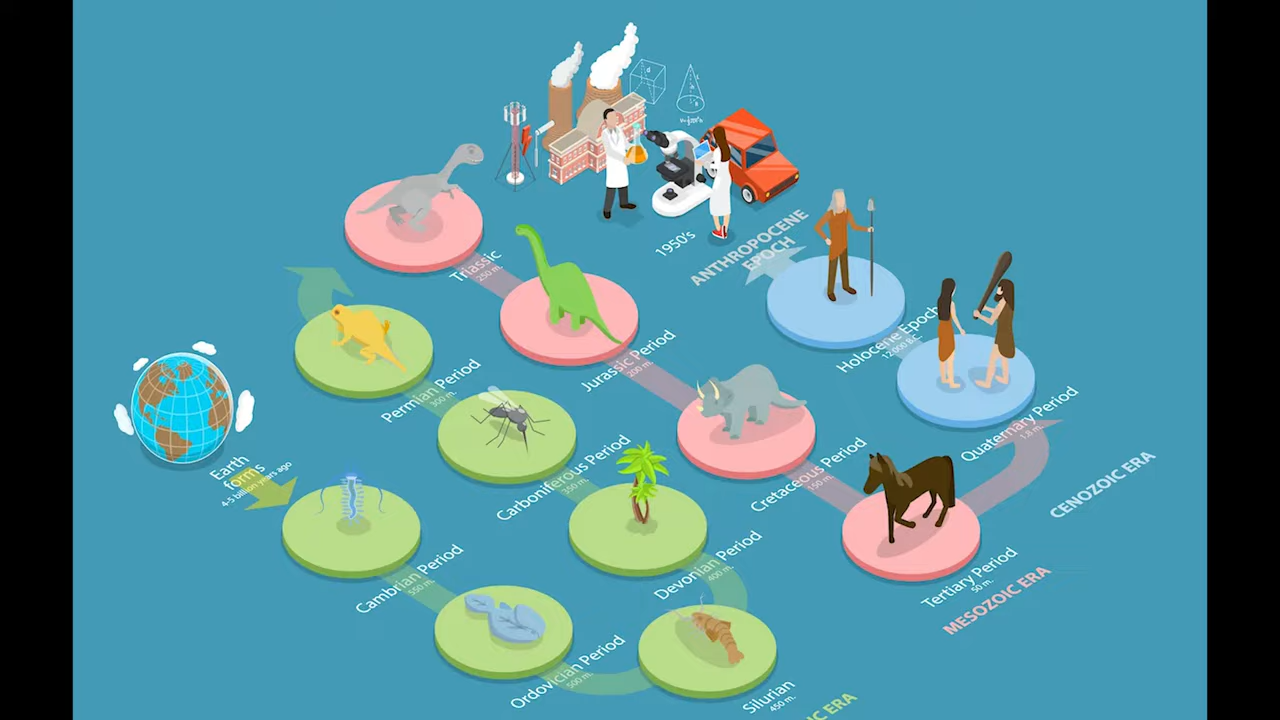 1950's
ANTHROPOCENE
EPOCH
Triassic
250 m.
Jurassic Period
200 m.
Holocene Epoch
12 000 B.C.
Permian Period
300 m.
Quaternary Period
1,8 m.
Earth
forms
4-5 billion years ago
Carboniferous Period
350 m.
Cretaceous Period
150 m.
CENOZOIC ERA
Cambrian Period
550 m.
Devonian Period
400 m.
Tertiary Period
50 m.
MESOZOIC ERA
Ordovician Period
500 m.
Silurian
450 m.
IC ERA